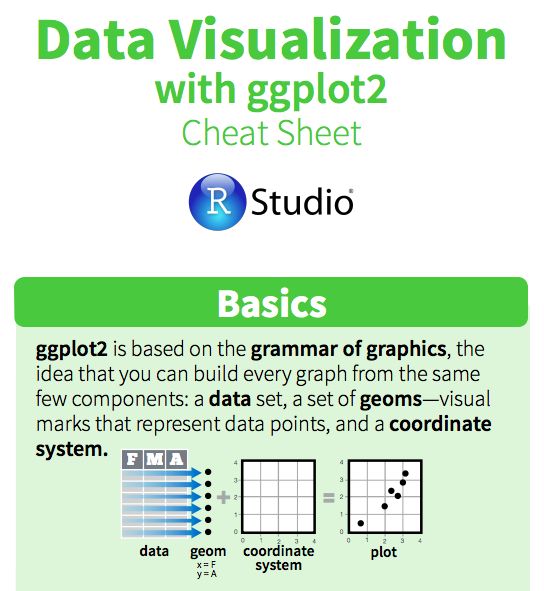 Data Visualization
with ggplot2
Cheat Sheet
R Studio®
Basics
ggplot2 is based on the grammar of graphics, the
idea that you can build every graph from the same
few components: a data set, a set of geoms—visual
marks that represent data points, and a coordinate
system.
F M A
4 3 2 1 0
0 1 2 3 4
+
=
4 3 2 1 0
0 1 2 3 4
data
geom
x = F
y = A
coordinate
system
plot